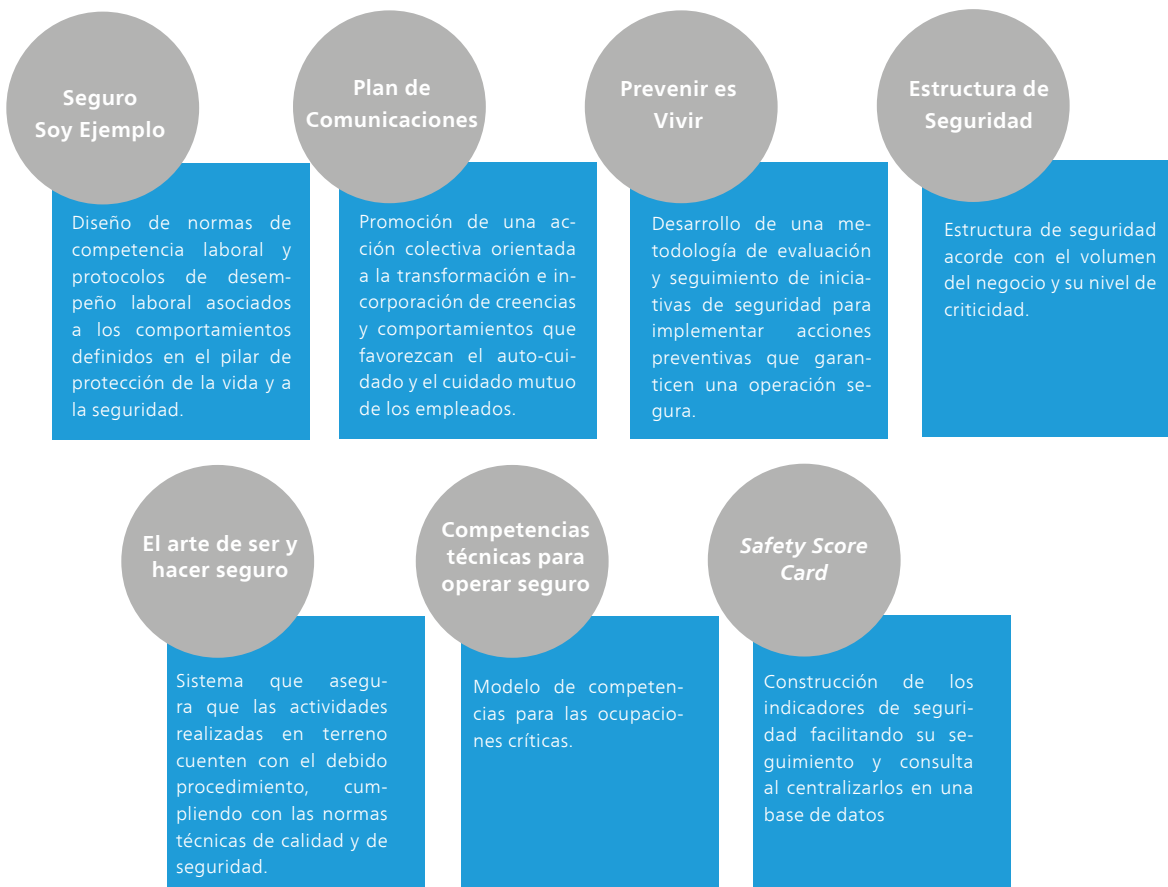 Seguro
Soy Ejemplo
Diseño de normas de
competencia laboral y
protocolos de desem-
peño laboral asociados
a los comportamientos
definidos en el pilar de
protección de la vida y a
la seguridad.
Plan de
Comunicaciones
Promoción de una ac-
ción colectiva orientada
a la transformación e in-
corporación de creencias
y comportamientos que
favorezcan el auto-cui-
dado y el cuidado mutuo
de los empleados.
Prevenir es
Vivir
Desarrollo de una me-
todología de evaluación
y seguimiento de inicia-
tivas de seguridad para
implementar acciones
preventivas que garan-
ticen una operación se-
gura.
Estructura de
Seguridad
Estructura de seguridad
acorde con el volumen
del negocio y su nivel de
criticidad.
El arte de ser y
hacer seguro
Sistema que asegu-
ra que las actividades
realizadas en terreno
cuenten con el debido
procedimiento, cum-
pliendo con las normas
técnicas de calidad y de
seguridad.
Competencias
técnicas para
operar seguro
Modelo de competen-
cias para las ocupacio-
nes críticas.
Safety Score
Card
Construcción de los
indicadores de seguri-
dad facilitando su se-
guimiento y consulta
al centralizarlos en una
base de datos